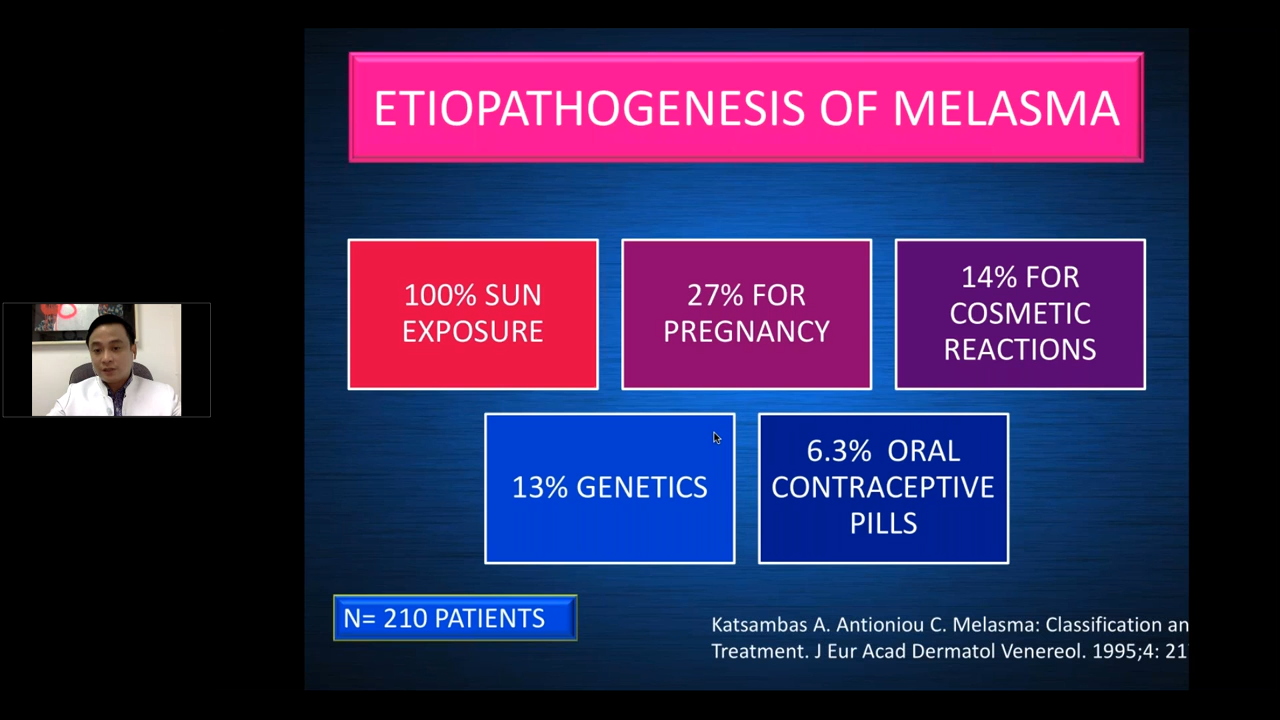 ETIOPATHOGENESIS OF MELASMA
100% SUN
EXPOSURE
27% FOR
PREGNANCY
14% FOR
COSMETIC
REACTIONS
13% GENETICS
6.3% ORAL
CONTRACEPTIVE
PILLS
N= 210 PATIENTS
Katsambas A. Antioniou C. Melasma: Classification an
Treatment. J Eur Acad Dermatol Venereol. 1995;4: 21